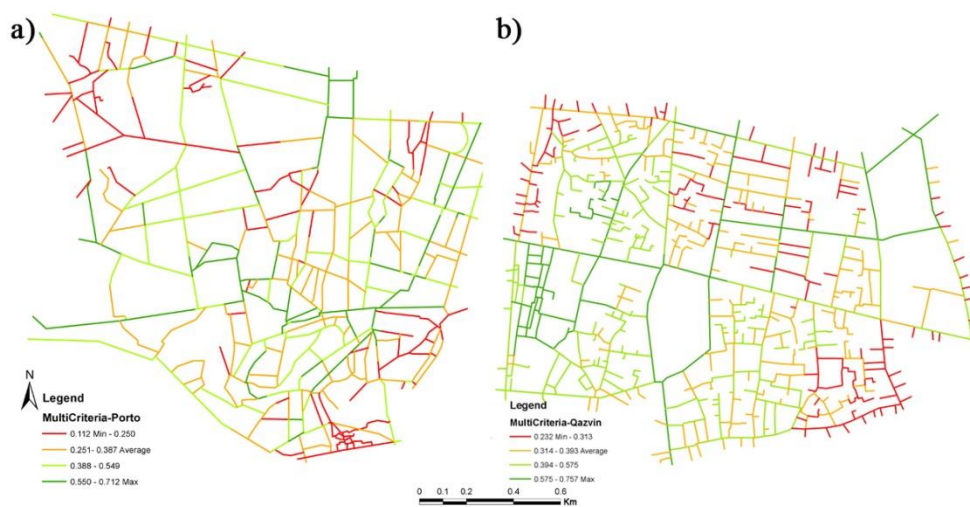 a)
b)
N
Legend
MultiCriteria-Porto
0.112 Min - 0.250
0.251- 0.387 Average
0.388 - 0.549
0.550 - 0.712 Max
Legend
MultiCriteria-Qazvin
0.232 Min - 0.313
0.314 - 0.393 Average
0.394 - 0.575
0.575 - 0.757 Max
0 0.1 0.2 0.4 0.6
Km